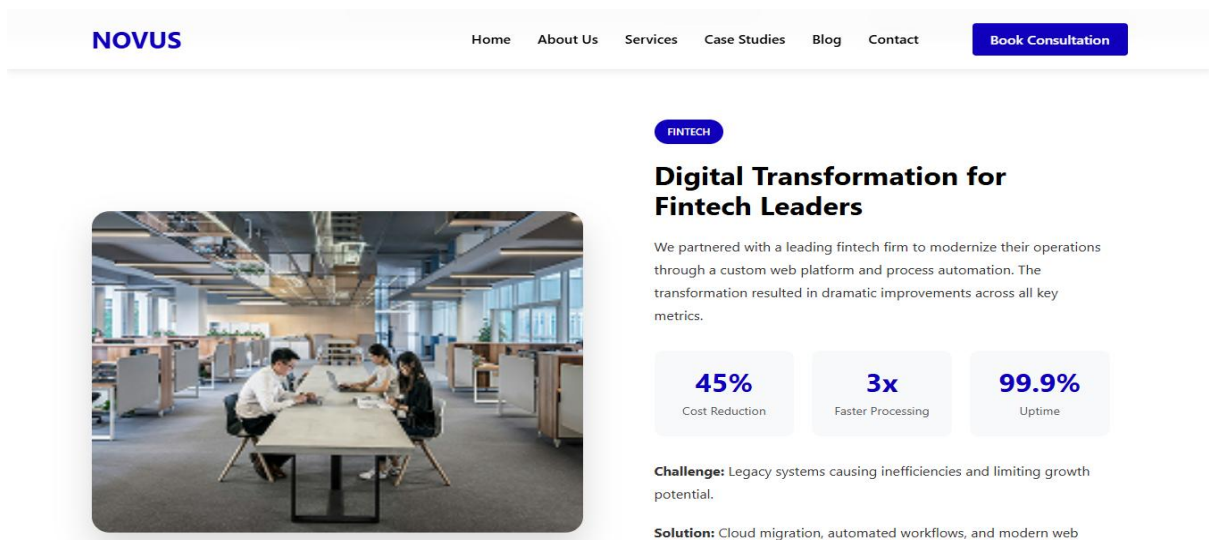 NOVUS
Home About Us Services Case Studies Blog Contact Book Consultation
FINTECH
Digital Transformation for
Fintech Leaders
We partnered with a leading fintech firm to modernize their operations
through a custom web platform and process automation. The
transformation resulted in dramatic improvements across all key
metrics.
45% 3x 99.9%
Cost Reduction Faster Processing Uptime
Challenge: Legacy systems causing inefficiencies and limiting growth
potential.
Solution: Cloud migration, automated workflows, and modern web